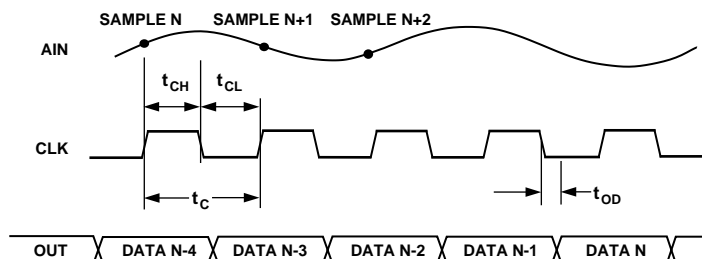 SAMPLE N SAMPLE N+1 SAMPLE N+2
AIN
tCH tCL
CLK
tC
tOD
OUT DATA N-4 DATA N-3 DATA N-2 DATA N-1 DATA N